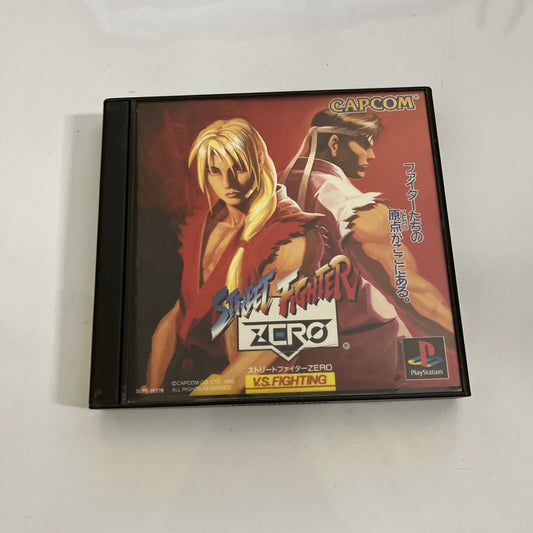 CAPCOM®
ファイターたちの
原点がここにある。
STREET FIGHTER
ZERO
ストリートファイターZERO
V.S. FIGHTING
©CAPCOM CO., LTD. 1995
ALL RIGHTS RESERVED.
PlayStation